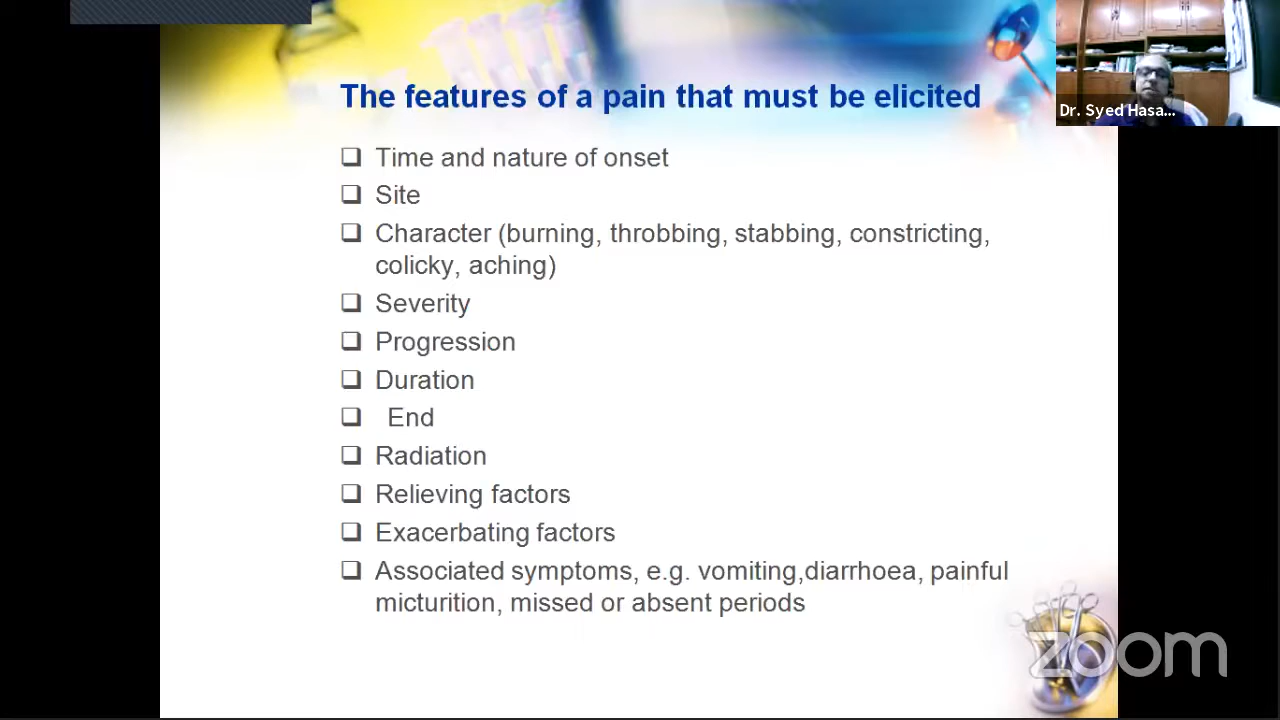 The features of a pain that must be elicited
Dr. Syed Hasa...
Time and nature of onset
Site
Character (burning, throbbing, stabbing, constricting,
colicky, aching)
Severity
Progression
Duration
End
Radiation
Relieving factors
Exacerbating factors
Associated symptoms, e.g. vomiting,diarrhoea, painful
micturition, missed or absent periods
zoom